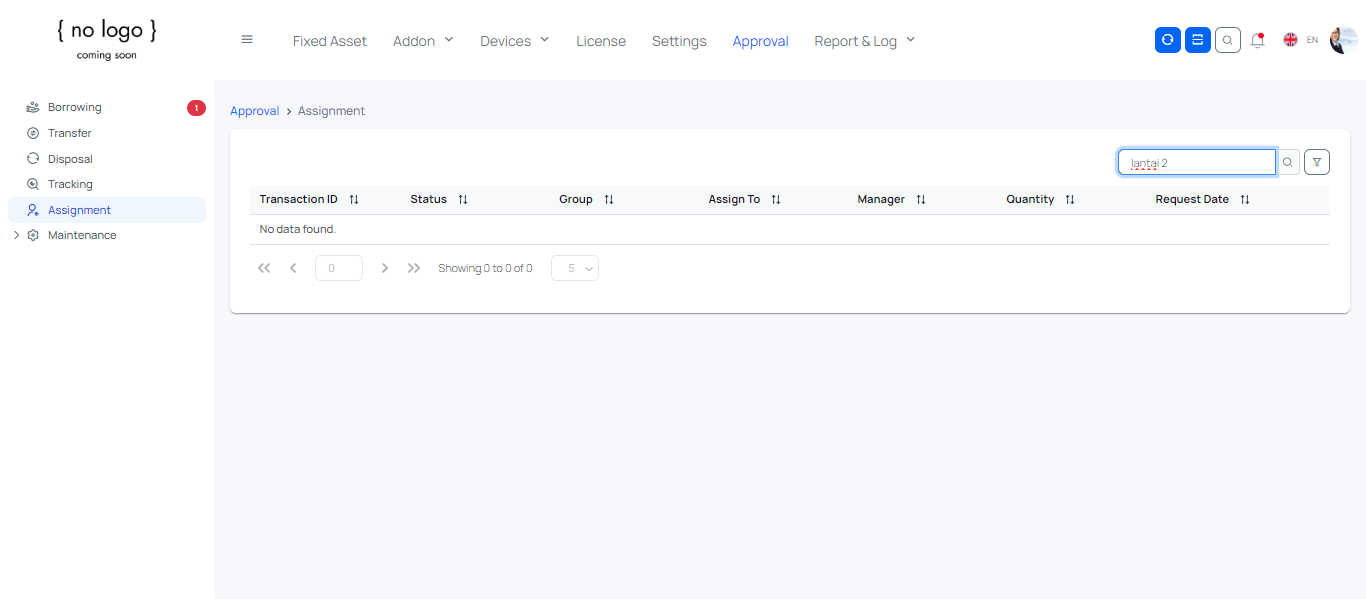 { no logo }
coming soon
Fixed Asset Addon Devices License Settings Approval Report & Log EN
Borrowing 1
Transfer
Disposal
Tracking
Assignment
Maintenance
Approval > Assignment
lantai 2
Transaction ID Status Group Assign To Manager Quantity Request Date
No data found.
0 Showing 0 to 0 of 0 5